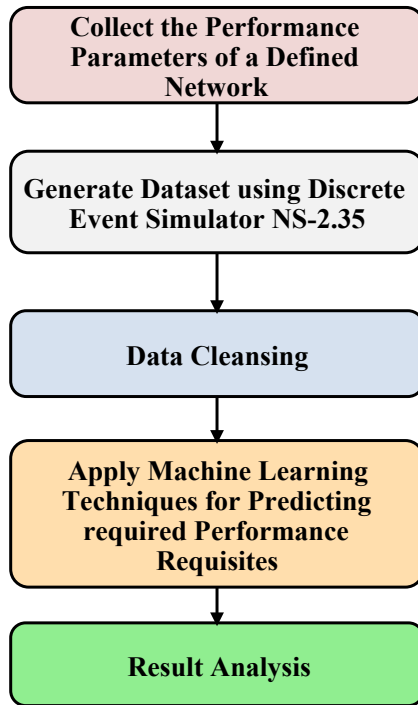 Collect the Performance
Parameters of a Defined
Network
Generate Dataset using Discrete
Event Simulator NS-2.35
Data Cleansing
Apply Machine Learning
Techniques for Predicting
required Performance
Requisites
Result Analysis